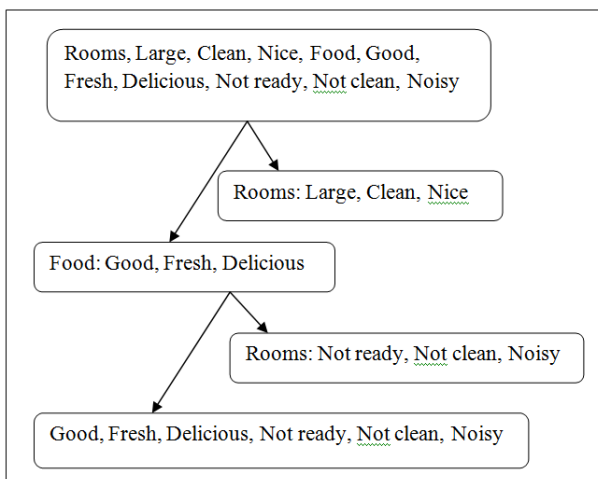 Rooms, Large, Clean, Nice, Food, Good,
Fresh, Delicious, Not ready, Not clean, Noisy
Rooms: Large, Clean, Nice
Food: Good, Fresh, Delicious
Rooms: Not ready, Not clean, Noisy
Good, Fresh, Delicious, Not ready, Not clean, Noisy